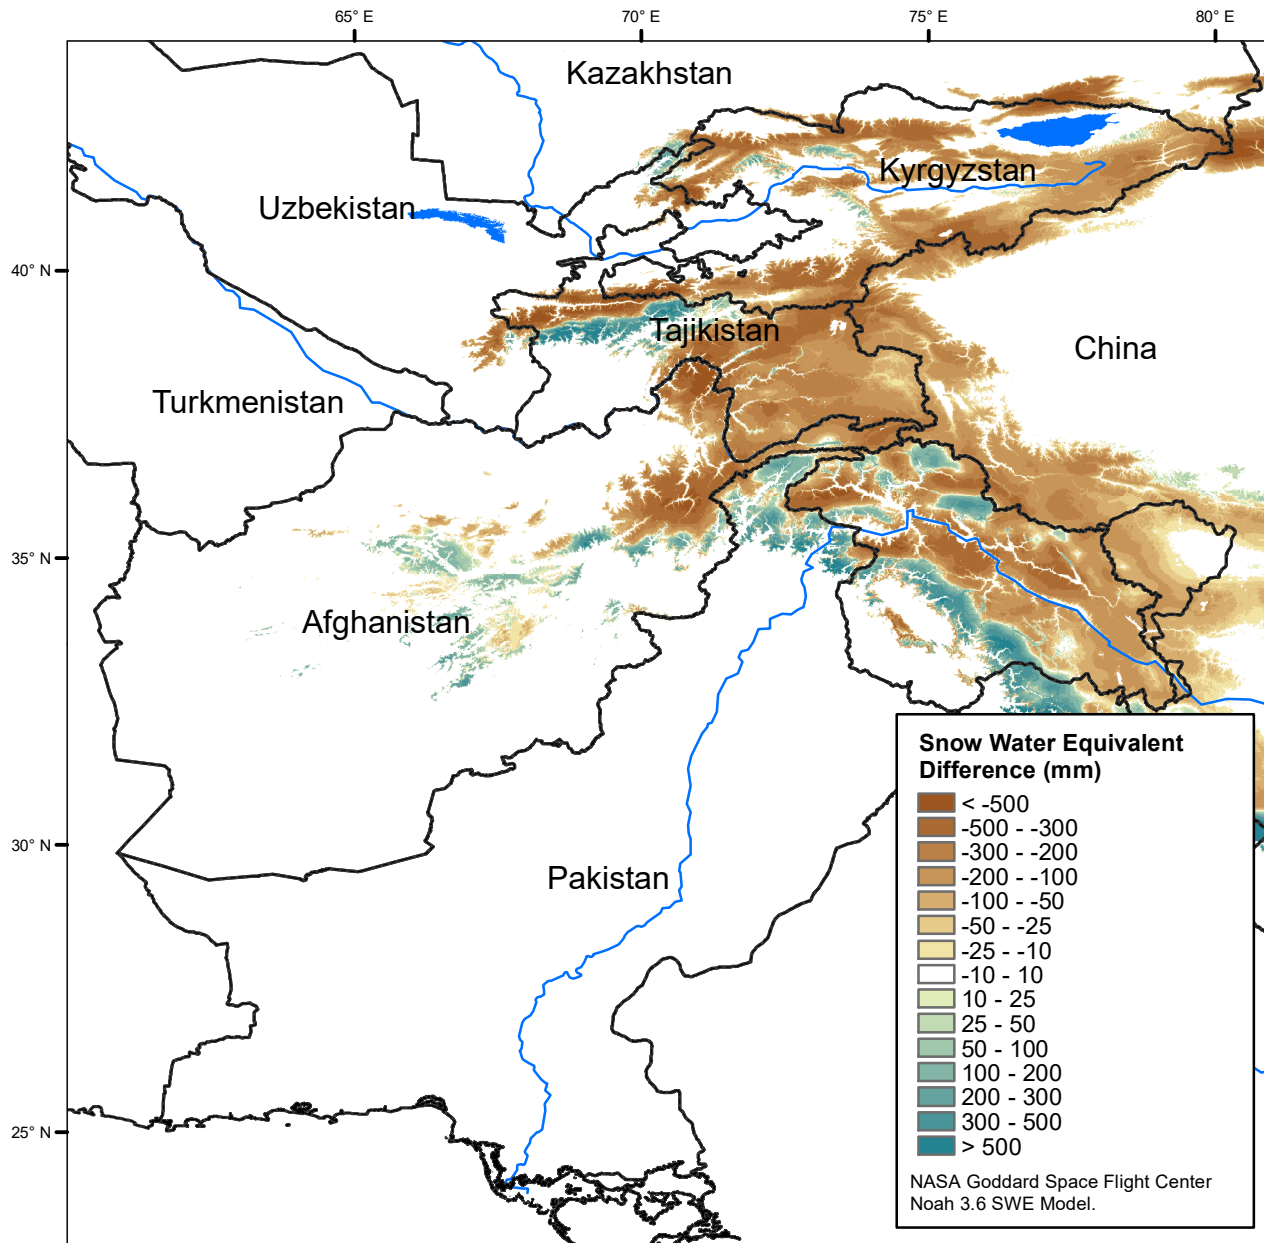 65° E
70° E
75° E
80° E
Kazakhstan
Kyrgyzstan
Uzbekistan
40° N
Tajikistan
China
Turkmenistan
35° N
Afghanistan
Snow Water Equivalent
Difference (mm)
< -500
-500 - -300
-300 - -200
-200 - -100
-100 - -50
-50 - -25
-25 - -10
-10 - 10
10 - 25
25 - 50
50 - 100
100 - 200
200 - 300
300 - 500
> 500
NASA Goddard Space Flight Center
Noah 3.6 SWE Model.
30° N
Pakistan
25° N